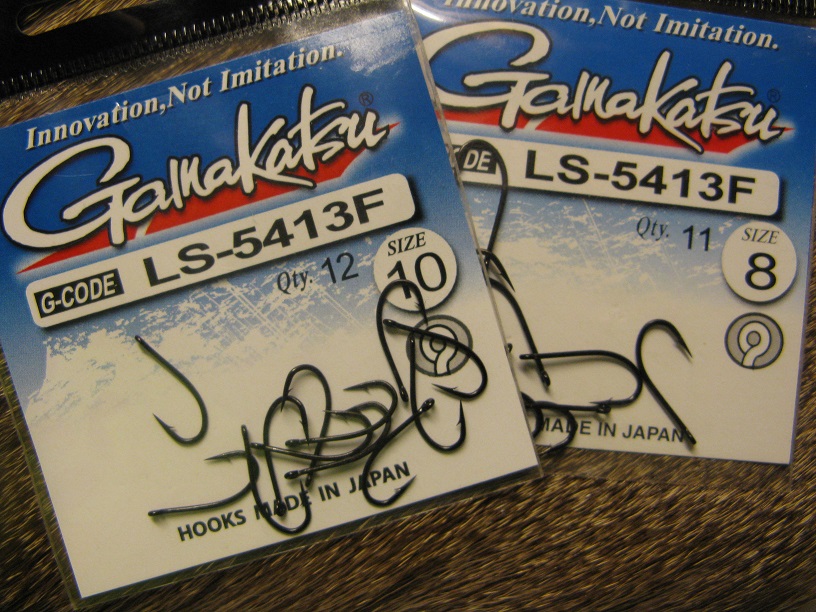 Innovation,Not Imitation.
Gamakatsu®
G-CODE LS-5413F
Qty. 12
SIZE
10
HOOKS MADE IN JAPAN
Innovation,Not Imitation.
Gamakatsu®
DE LS-5413F
Qty. 11
SIZE
8
MADE IN JAPAN